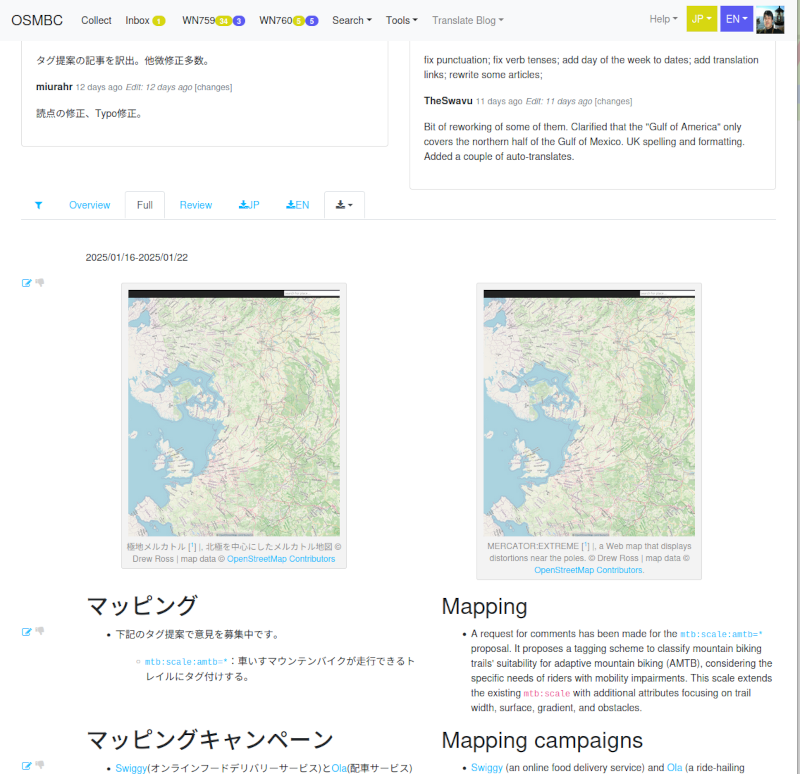 OSMBC Collect Inbox 1 WN759 34 3 WN760 5 5 Search Tools Translate Blog Help JP EN
タグ提案の記事を訳出。他微修正多数。
miurahr 12 days ago Edit: 12 days ago [changes]
読点の修正、Typo修正。
fix punctuation; fix verb tenses; add day of the week to dates; add translation
links; rewrite some articles;
TheSwavu 11 days ago Edit: 11 days ago [changes]
Bit of reworking of some of them. Clarified that the "Gulf of America" only
covers the northern half of the Gulf of Mexico. UK spelling and formatting.
Added a couple of auto-translates.
Overview Full Review JP EN
2025/01/16-2025/01/22
極地メルカトル [1] |, 北極を中心にしたメルカトル地図 ©
Drew Ross | map data © OpenStreetMap Contributors
MERCATOR:EXTREME [1] |, a Web map that displays
distortions near the poles. © Drew Ross | map data ©
OpenStreetMap Contributors.
マッピング
下記のタグ提案で意見を募集中です。
mtb:scale:amtb=*：車いすマウンテンバイクが走行できるト
レイルにタグ付けする。
Mapping
A request for comments has been made for the mtb:scale:amtb=*
proposal. It proposes a tagging scheme to classify mountain biking
trails' suitability for adaptive mountain biking (AMTB), considering the
specific needs of riders with mobility impairments. This scale extends
the existing mtb:scale with additional attributes focusing on trail
width, surface, gradient, and obstacles.
マッピングキャンペーン
Swiggy(オンラインフードデリバリーサービス)とOla(配車サービス)
Mapping campaigns
Swiggy (an online food delivery service) and Ola (a ride-hailing